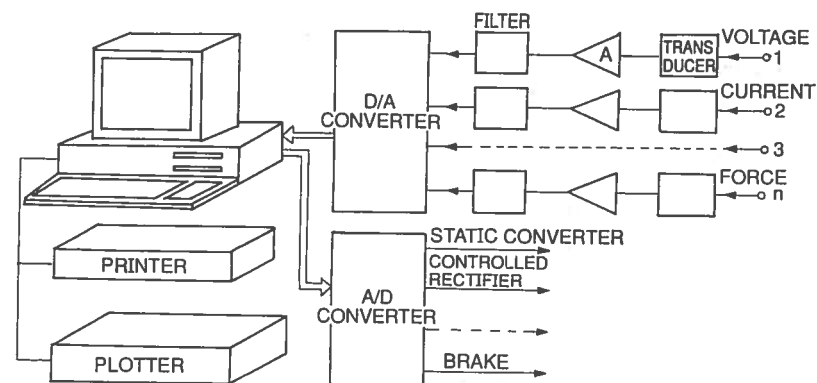 FILTER
VOLTAGE
TRANS
DUCER
1
A
CURRENT
2
D/A
CONVERTER
3
FORCE
n
STATIC CONVERTER
CONTROLLED
RECTIFIER
PRINTER
A/D
CONVERTER
PLOTTER
BRAKE